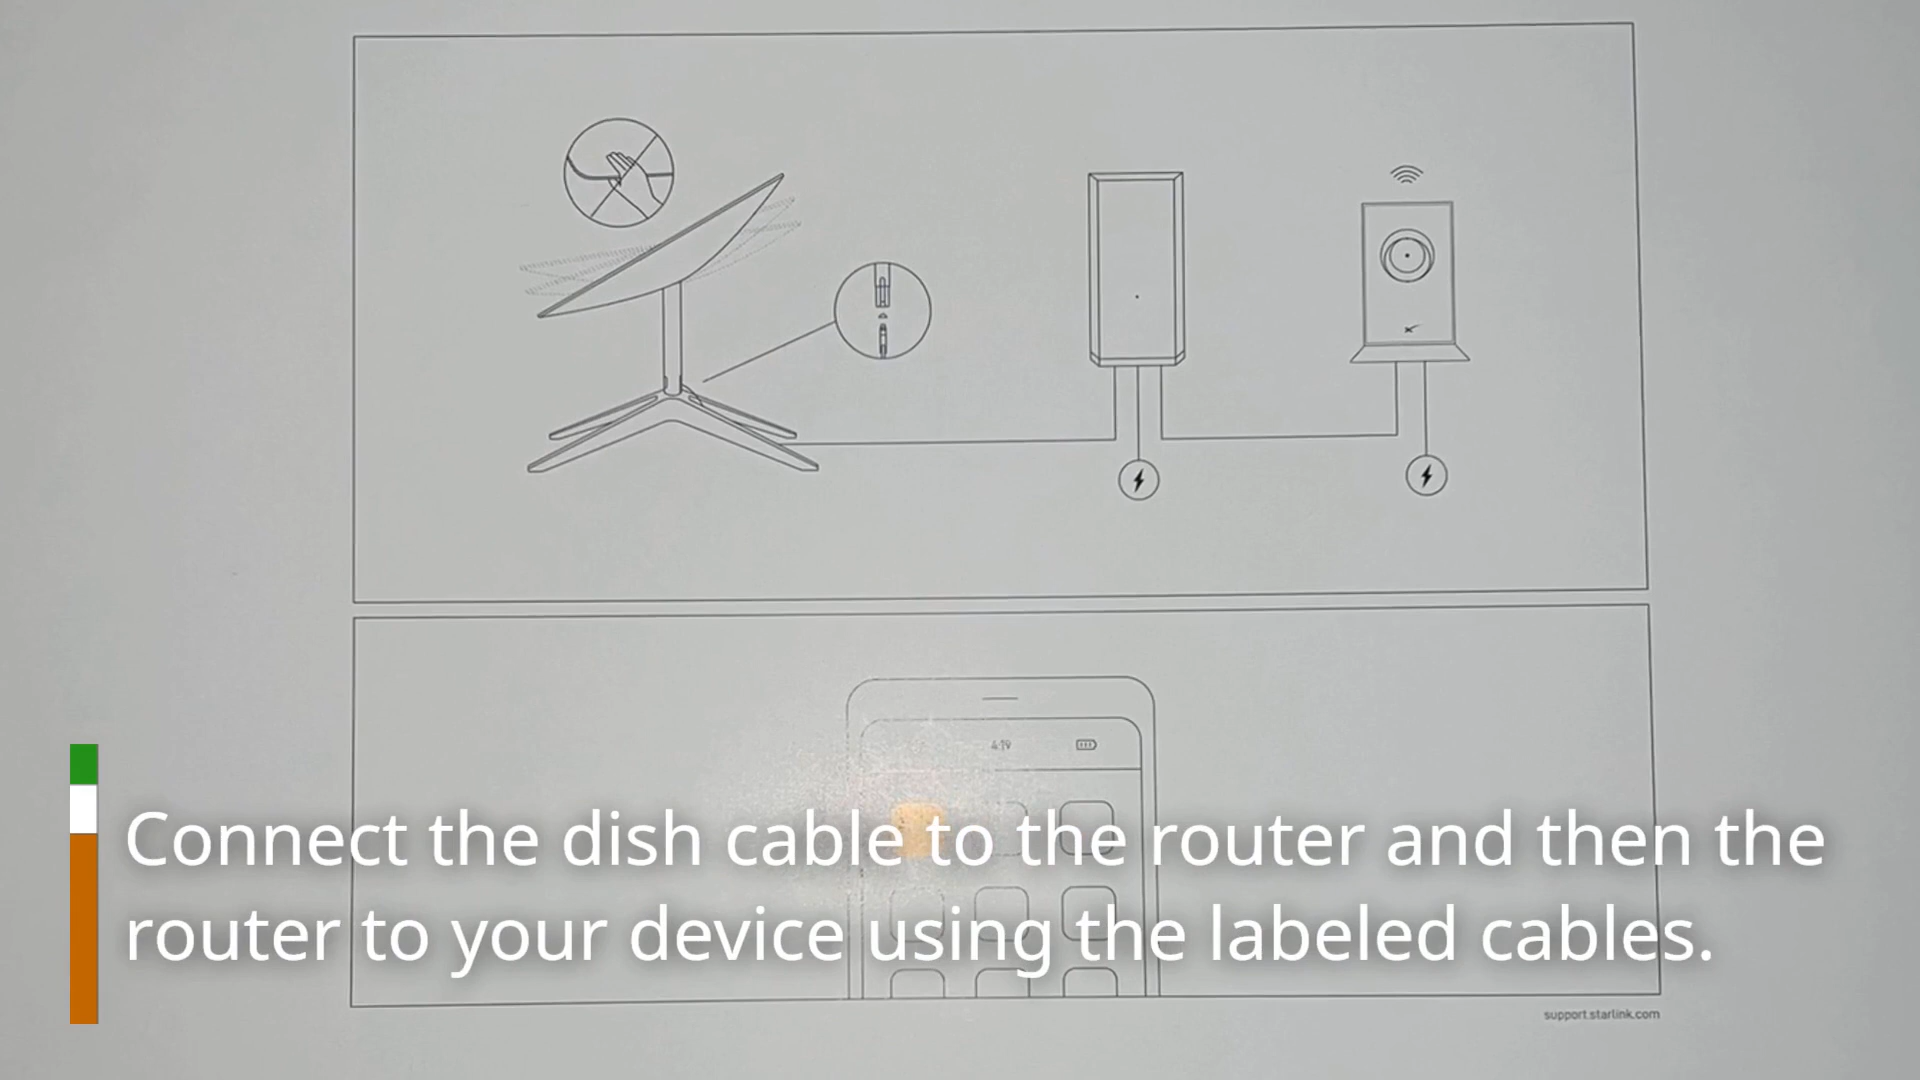 4:19
Connect the dish cable to the router and then the
router to your device using the labeled cables.
support.starlink.com